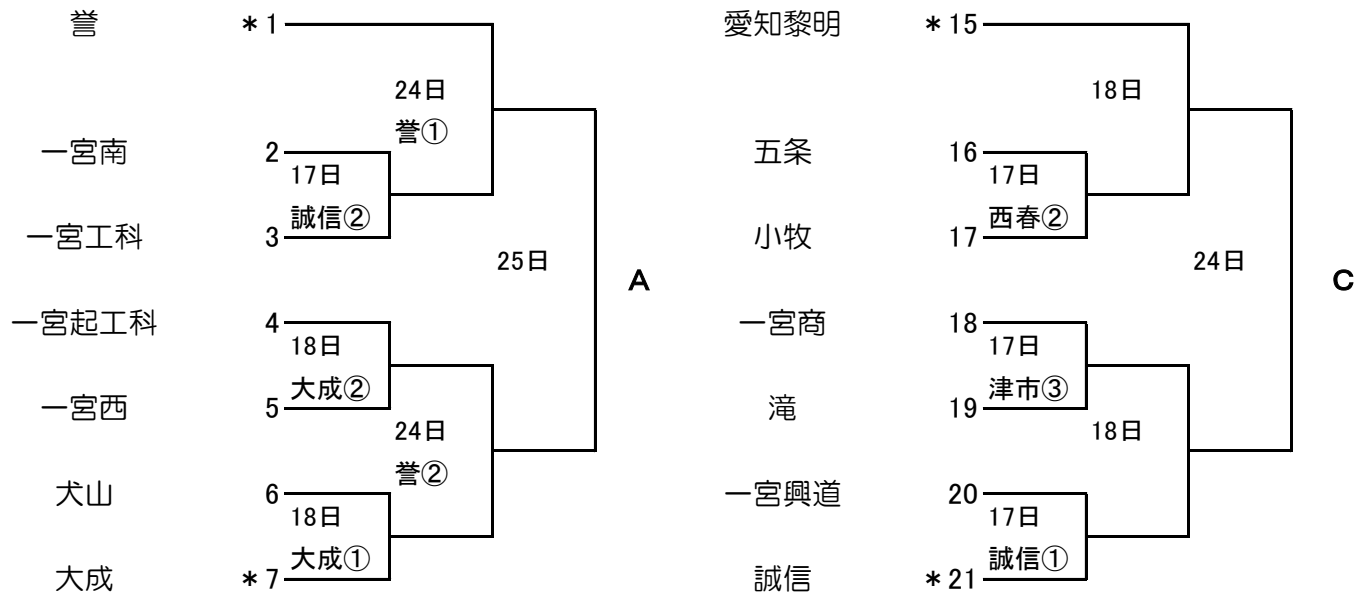 誉 *1
24日
誉①
一宮南 2
17日
誠信②
一宮工科 3
25日
A
一宮起工科 4
18日
大成②
一宮西 5
24日
誉②
犬山 6
18日
大成①
大成 *7
愛知黎明 *15
18日
五条 16
17日
西春②
小牧 17
24日
C
一宮商 18
17日
津市③
滝 19
18日
一宮興道 20
17日
誠信①
誠信 *21